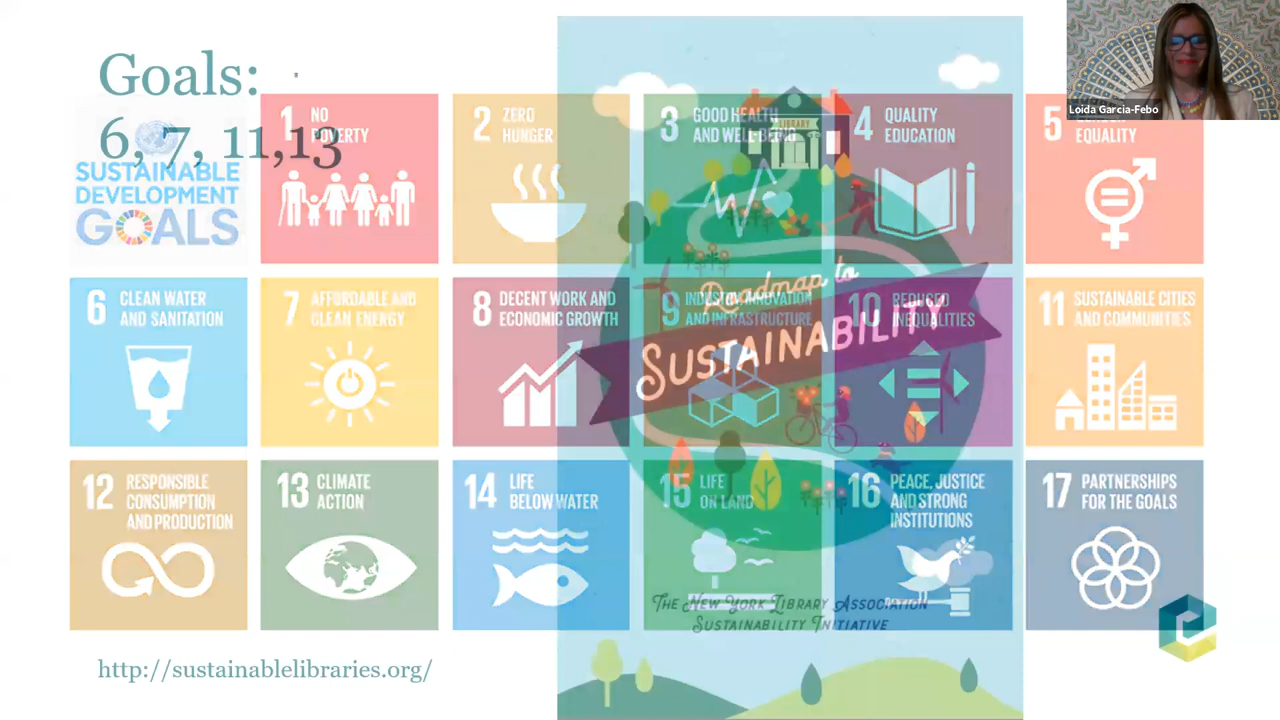 Goals:
6, 7, 11,13
SUSTAINABLE
DEVELOPMENT
GOALS
1 NO
POVERTY
2 ZERO
HUNGER
3 GOOD HEALTH
AND WELL-BEING
4 QUALITY
EDUCATION
5 GENDER
EQUALITY
LIBRARY
Loida Garcia-Febo
6 CLEAN WATER
AND SANITATION
7 AFFORDABLE AND
CLEAN ENERGY
8 DECENT WORK AND
ECONOMIC GROWTH
9 INDUSTRY, INNOVATION
AND INFRASTRUCTURE
10 REDUCED
INEQUALITIES
11 SUSTAINABLE CITIES
AND COMMUNITIES
Roadmap to
SUSTAINABILITY
12 RESPONSIBLE
CONSUMPTION
AND PRODUCTION
13 CLIMATE
ACTION
14 LIFE
BELOW WATER
15 LIFE
ON LAND
16 PEACE, JUSTICE
AND STRONG
INSTITUTIONS
17 PARTNERSHIPS
FOR THE GOALS
THE NEW YORK LIBRARY ASSOCIATION
SUSTAINABILITY INITIATIVE
http://sustainablelibraries.org/